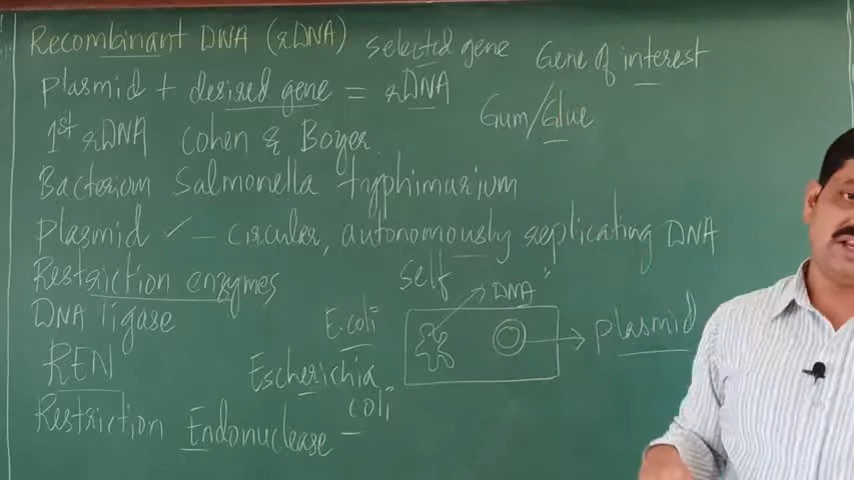 Recombinant DNA (rDNA) selected gene Gene of interest
Plasmid + desired gene = rDNA
Gum/Glue
1st rDNA Cohen & Boyer
Bacterium Salmonella tryphimurium
Plasmid ✓ – circular, autonomously replicating DNA
Restriction enzymes
self
DNA
DNA ligase
E.coli
plasmid
REN
Escherichia
coli
Restriction Endonuclease